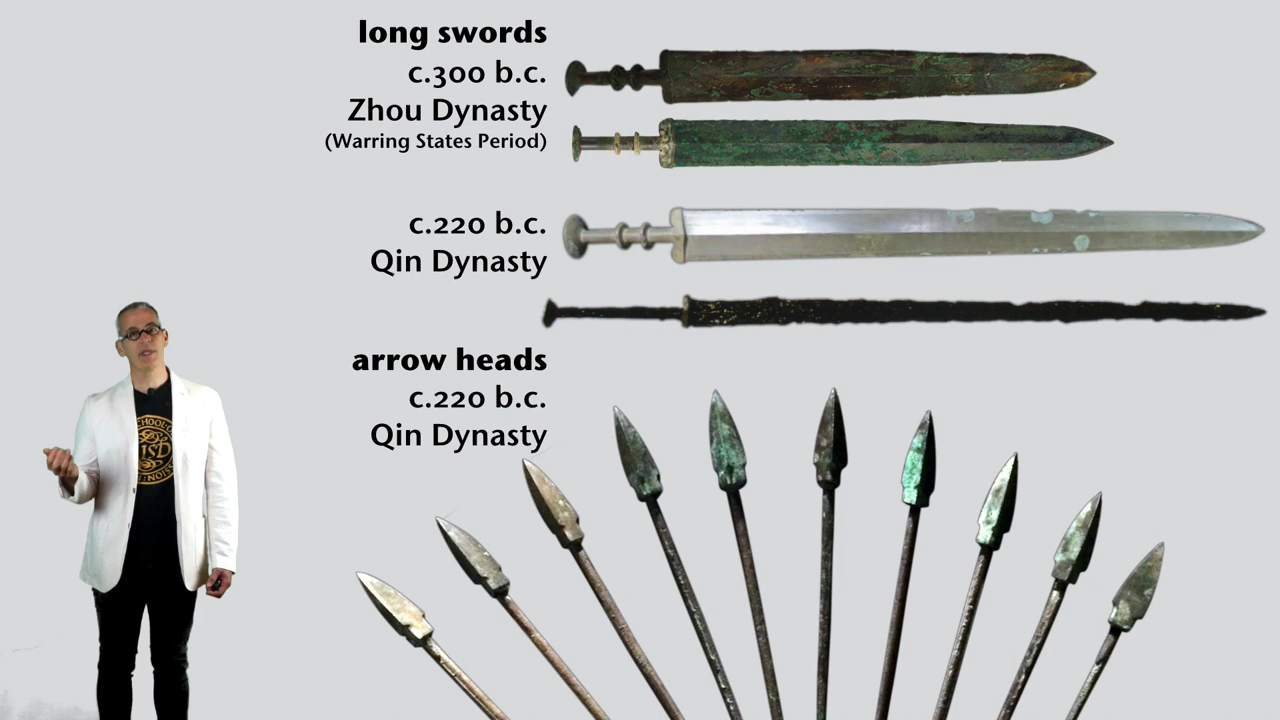 long swords
c.300 b.c.
Zhou Dynasty
(Warring States Period)
c.220 b.c.
Qin Dynasty
arrow heads
c.220 b.c.
Qin Dynasty